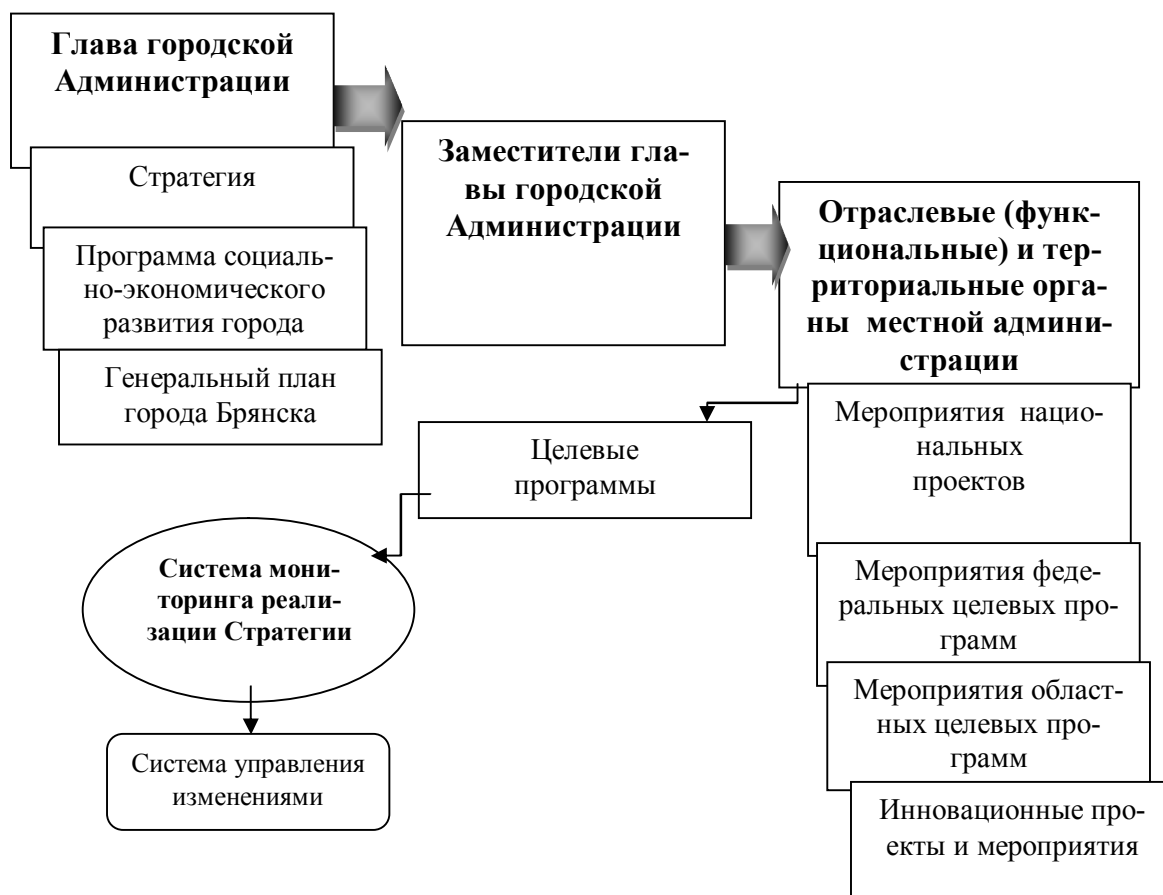 Глава городской
Администрации
Стратегия
Программа социаль-
но-экономического
развития города
Генеральный план
города Брянска
Заместители гла-
вы городской
Администрации
Отраслевые (функ-
циональные) и тер-
риториальные орга-
ны местной админи-
страции
Мероприятия нацио-
нальных
проектов
Мероприятия феде-
ральных целевых про-
грамм
Мероприятия област-
ных целевых про-
грамм
Инновационные про-
екты и мероприятия
Целевые
программы
Система мони-
торинга реали-
зации Стратегии
Система управления
изменениями